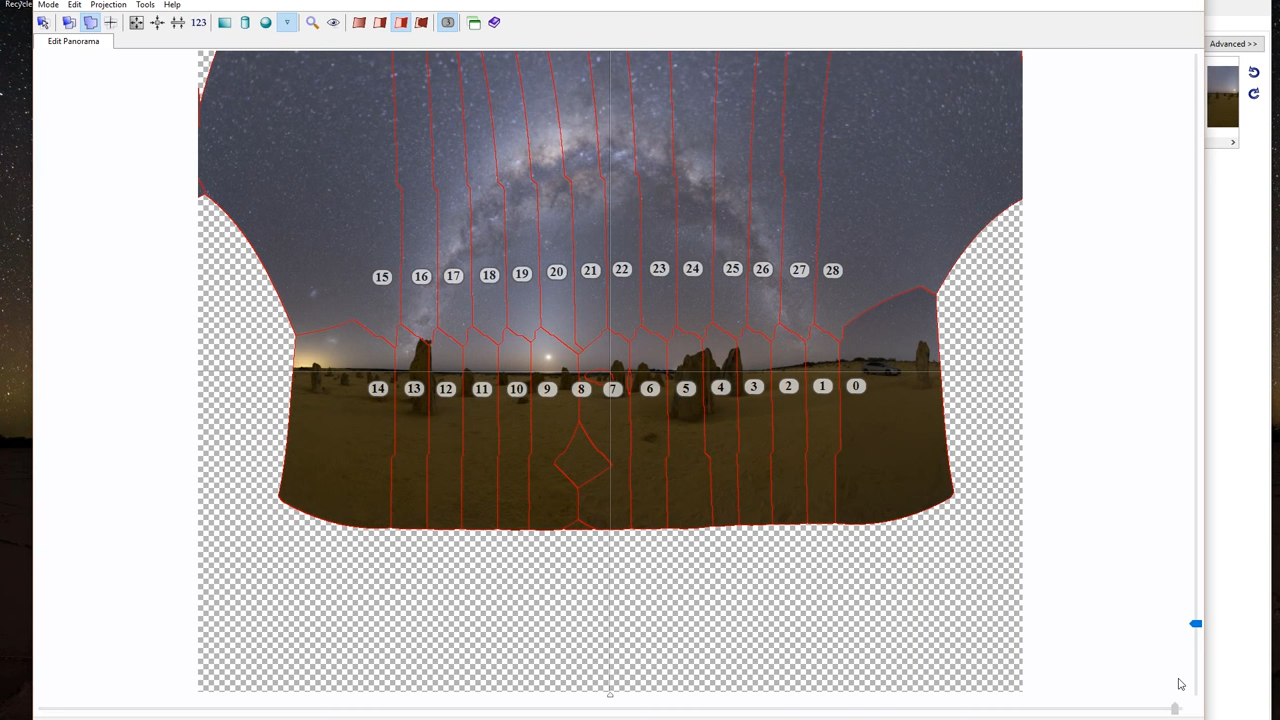 Recycle
Mode Edit Projection Tools Help
123
Advanced >>
Edit Panorama
15 16 17 18 19 20 21 22 23 24 25 26 27 28
14 13 12 11 10 9 8 7 6 5 4 3 2 1 0